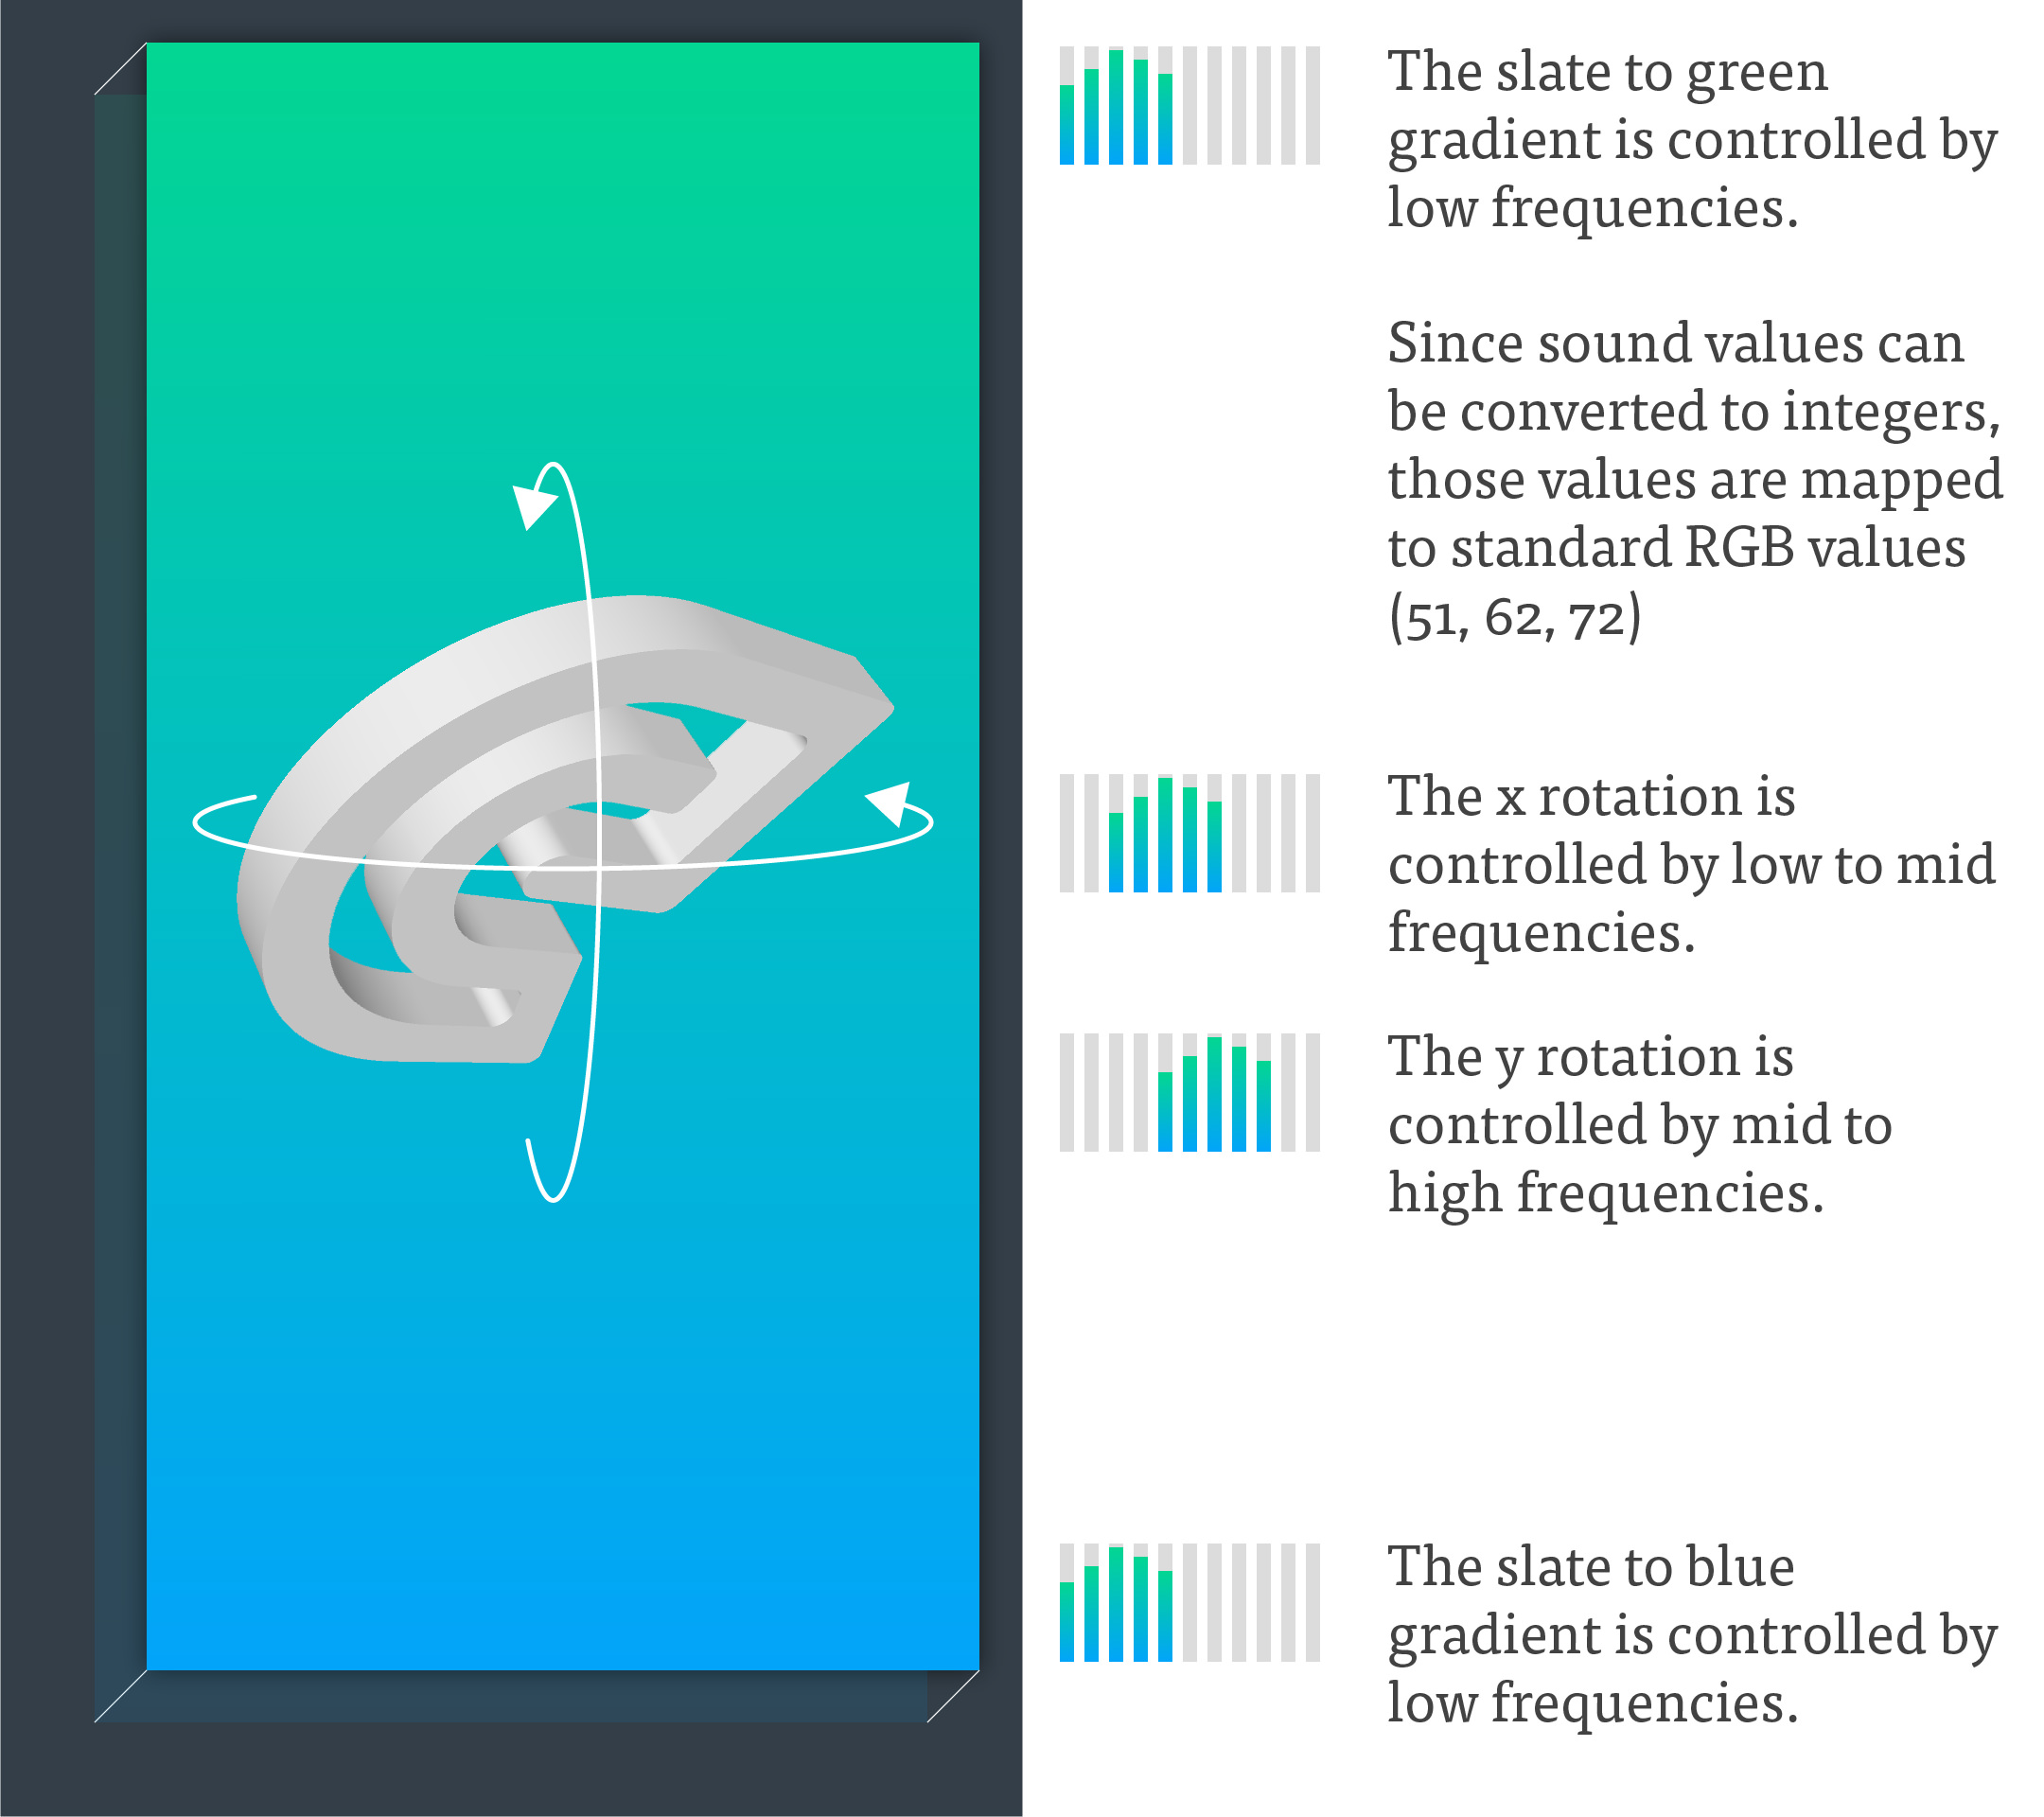 The slate to green
gradient is controlled by
low frequencies.
Since sound values can
be converted to integers,
those values are mapped
to standard RGB values
(51, 62, 72)
The x rotation is
controlled by low to mid
frequencies.
The y rotation is
controlled by mid to
high frequencies.
The slate to blue
gradient is controlled by
low frequencies.